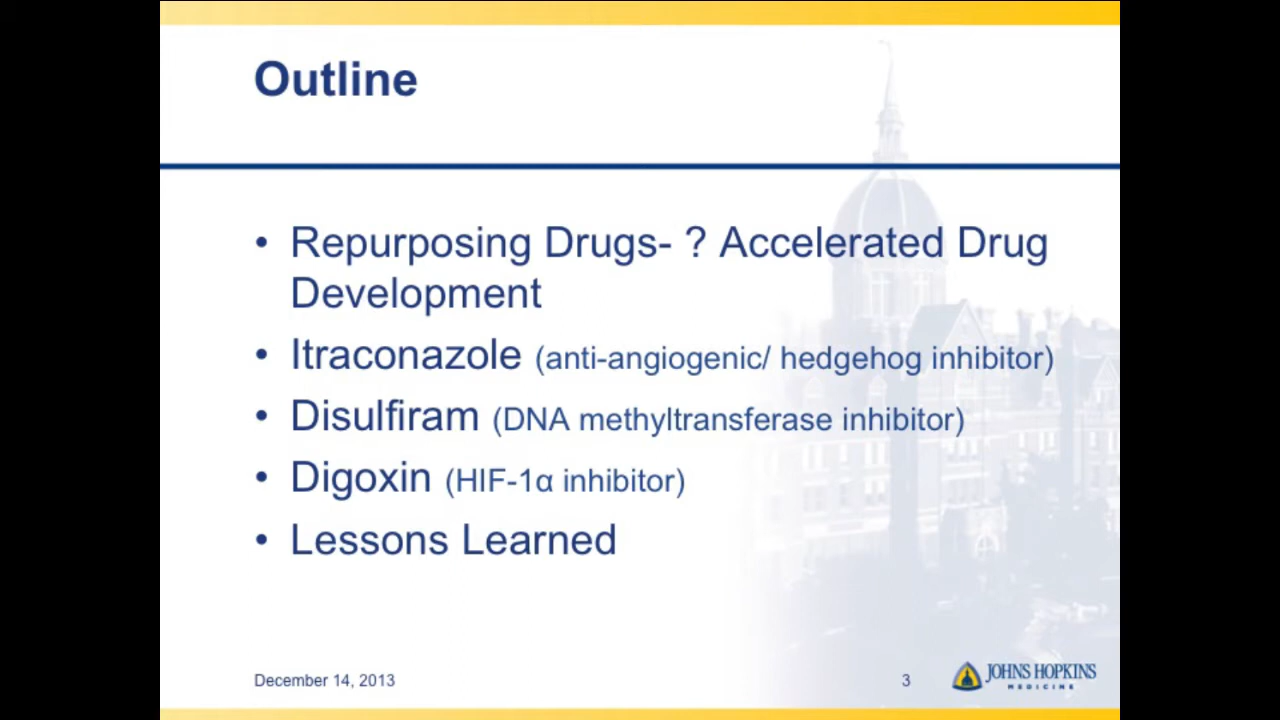 Outline
• Repurposing Drugs- ? Accelerated Drug
Development
• Itraconazole (anti-angiogenic/ hedgehog inhibitor)
• Disulfiram (DNA methyltransferase inhibitor)
• Digoxin (HIF-1α inhibitor)
• Lessons Learned
December 14, 2013
3
JOHNS HOPKINS
MEDICINE